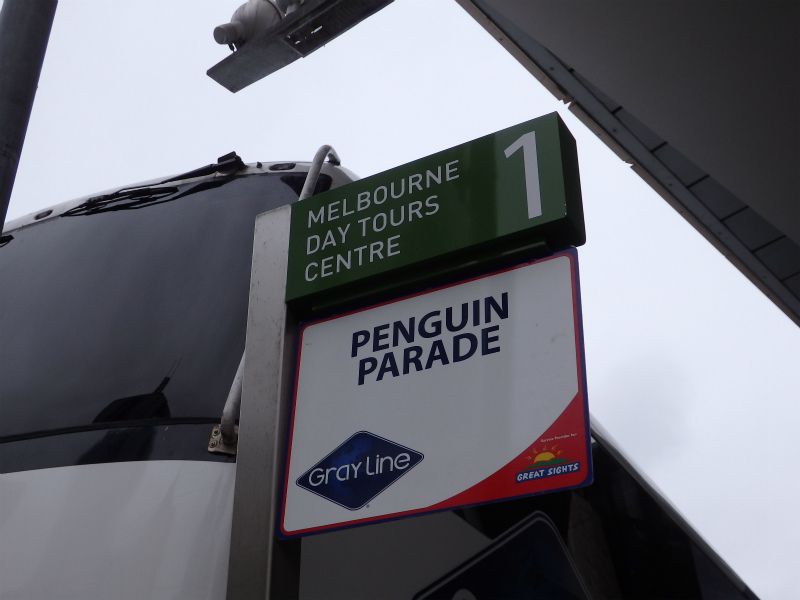 MELBOURNE
DAY TOURS
CENTRE
1
PENGUIN
PARADE
Gray Line
GREAT SIGHTS